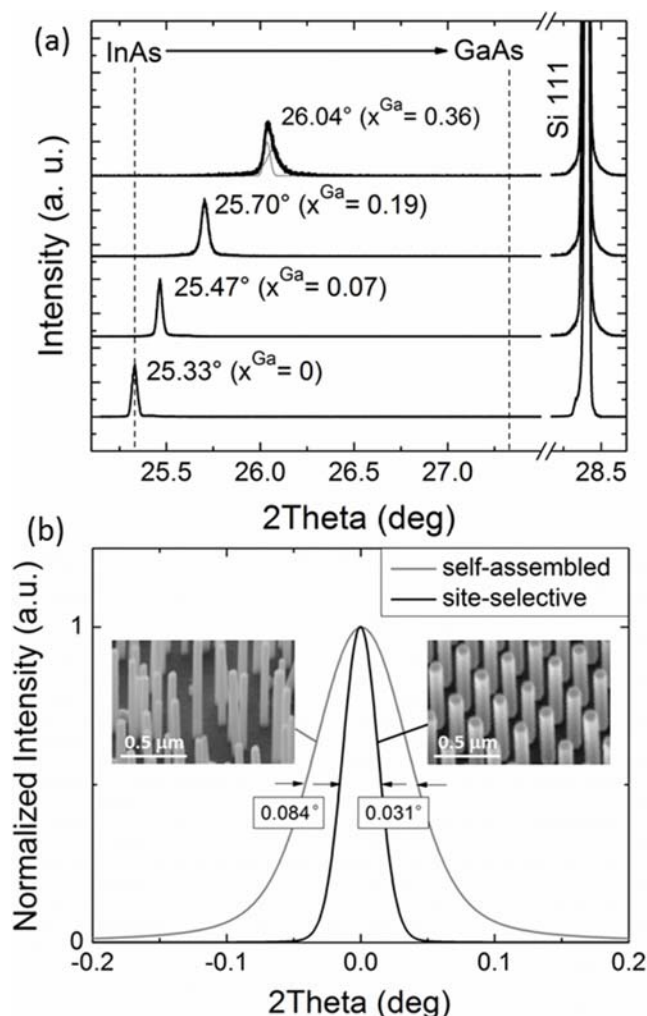 (a)
InAs
GaAs
Si 111
26.04° (x^Ga= 0.36)
25.70° (x^Ga= 0.19)
25.47° (x^Ga= 0.07)
25.33° (x^Ga= 0)
Intensity (a. u.)
25.5 26.0 26.5 27.0 28.5
2Theta (deg)
(b)
self-assembled
site-selective
Normalized Intensity (a.u.)
1
0.5 μm
0.5 μm
0.084°
0.031°
0
-0.2 -0.1 0.0 0.1 0.2
2Theta (deg)